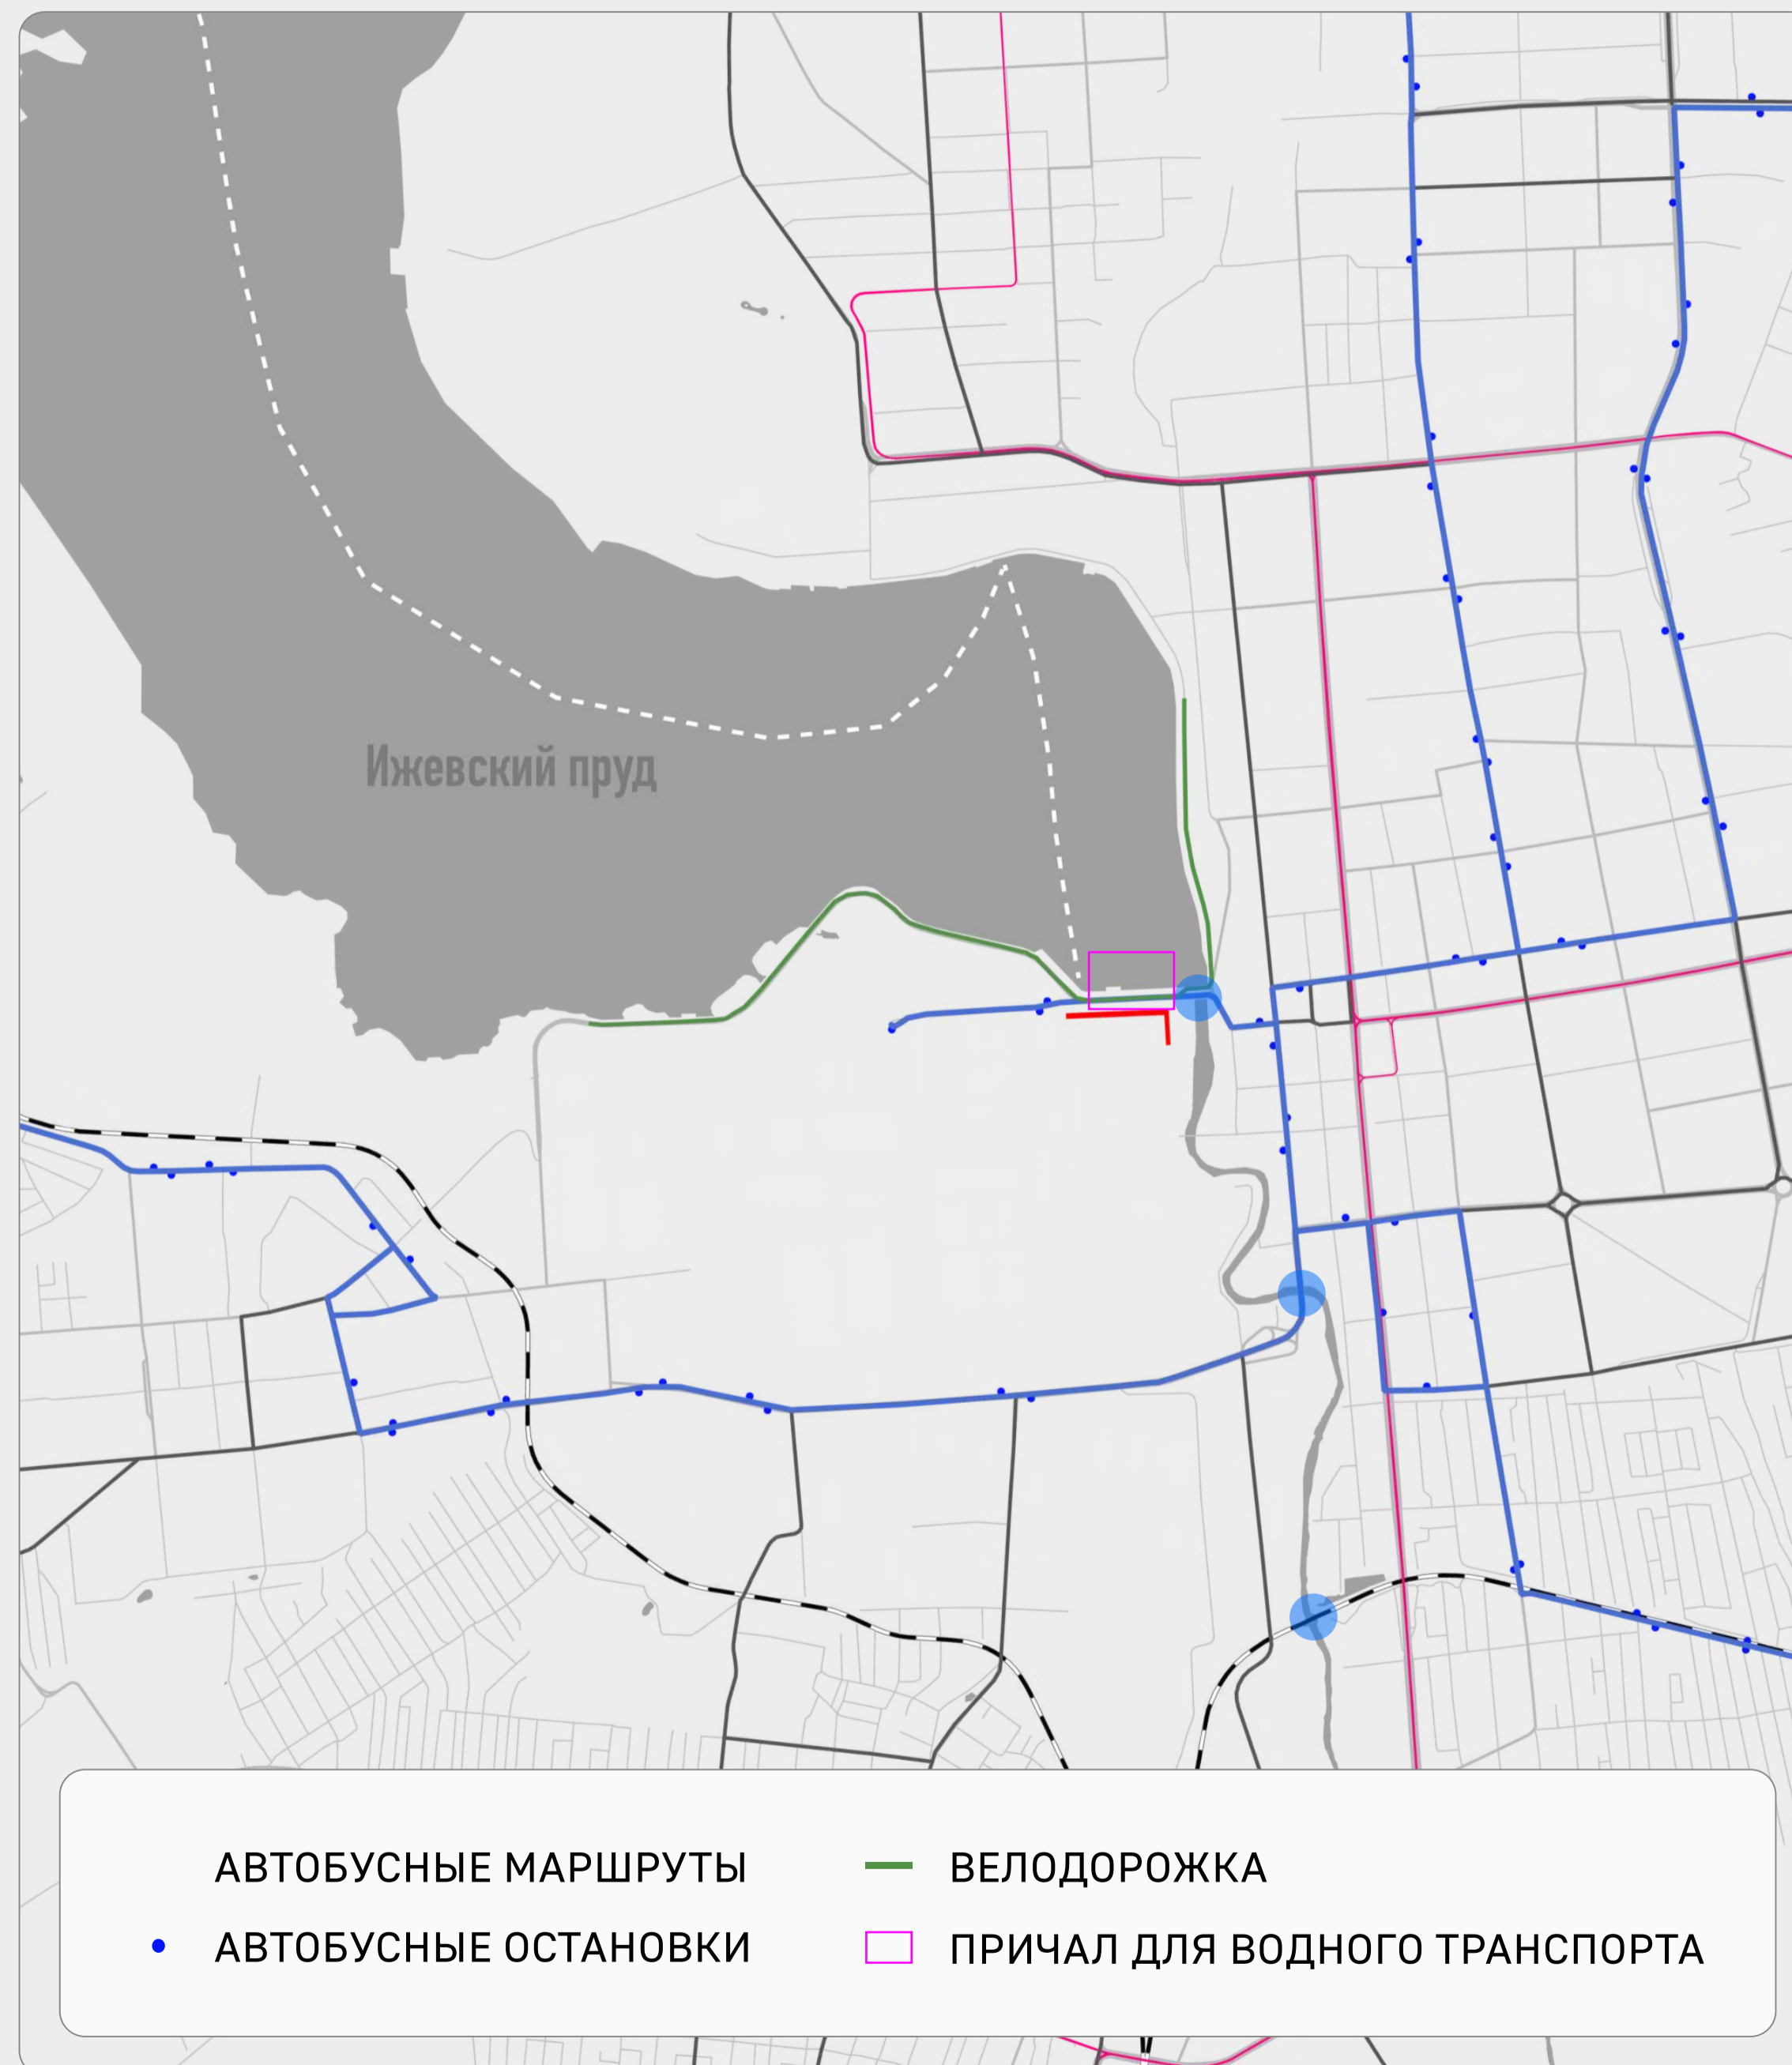 Ижевский пруд
АВТОБУСНЫЕ МАРШРУТЫ
ВЕЛОДОРОЖКА
АВТОБУСНЫЕ ОСТАНОВКИ
ПРИЧАЛ ДЛЯ ВОДНОГО ТРАНСПОРТА